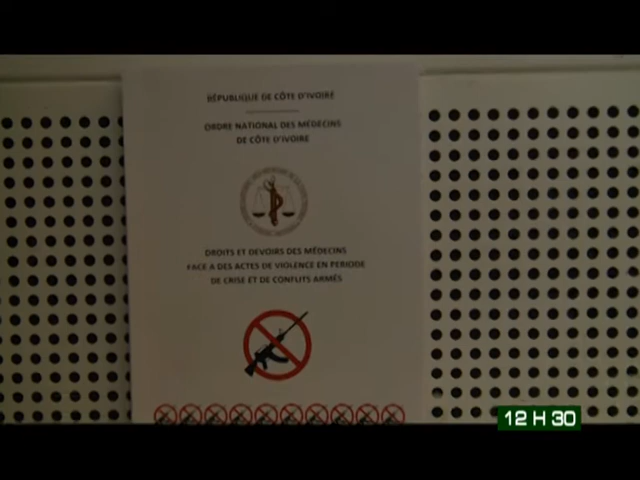 RÉPUBLIQUE DE CÔTE D'IVOIRE
ORDRE NATIONAL DES MÉDECINS
DE CÔTE D'IVOIRE
DROITS ET DEVOIRS DES MÉDECINS
FACE A DES ACTES DE VIOLENCE EN PERIODE
DE CRISE ET DE CONFLITS ARMÉS
12 H 30